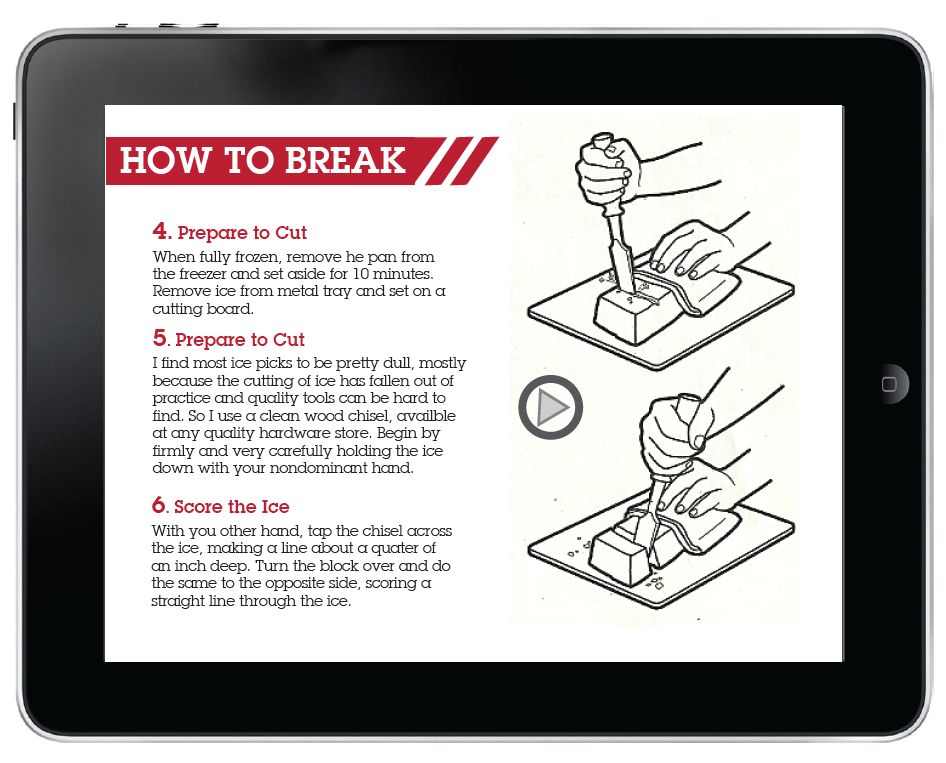 HOW TO BREAK
4. Prepare to Cut
When fully frozen, remove he pan from
the freezer and set aside for 10 minutes.
Remove ice from metal tray and set on a
cutting board.
5. Prepare to Cut
I find most ice picks to be pretty dull, mostly
because the cutting of ice has fallen out of
practice and quality tools can be hard to
find. So I use a clean wood chisel, availble
at any quality hardware store. Begin by
firmly and very carefully holding the ice
down with your nondominant hand.
6. Score the Ice
With you other hand, tap the chisel across
the ice, making a line about a quater of
an inch deep. Turn the block over and do
the same to the opposite side, scoring a
straight line through the ice.